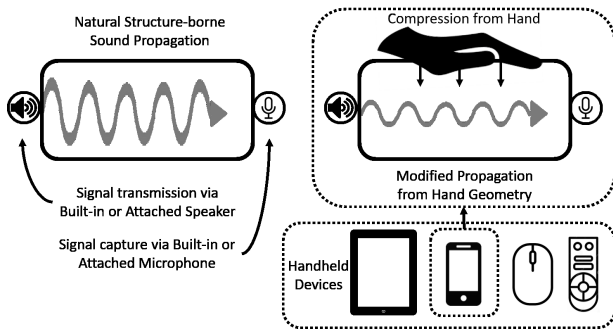 Natural Structure-borne
Sound Propagation
Signal transmission via
Built-in or Attached Speaker
Signal capture via Built-in or
Attached Microphone
Compression from Hand
Modified Propagation
from Hand Geometry
Handheld
Devices